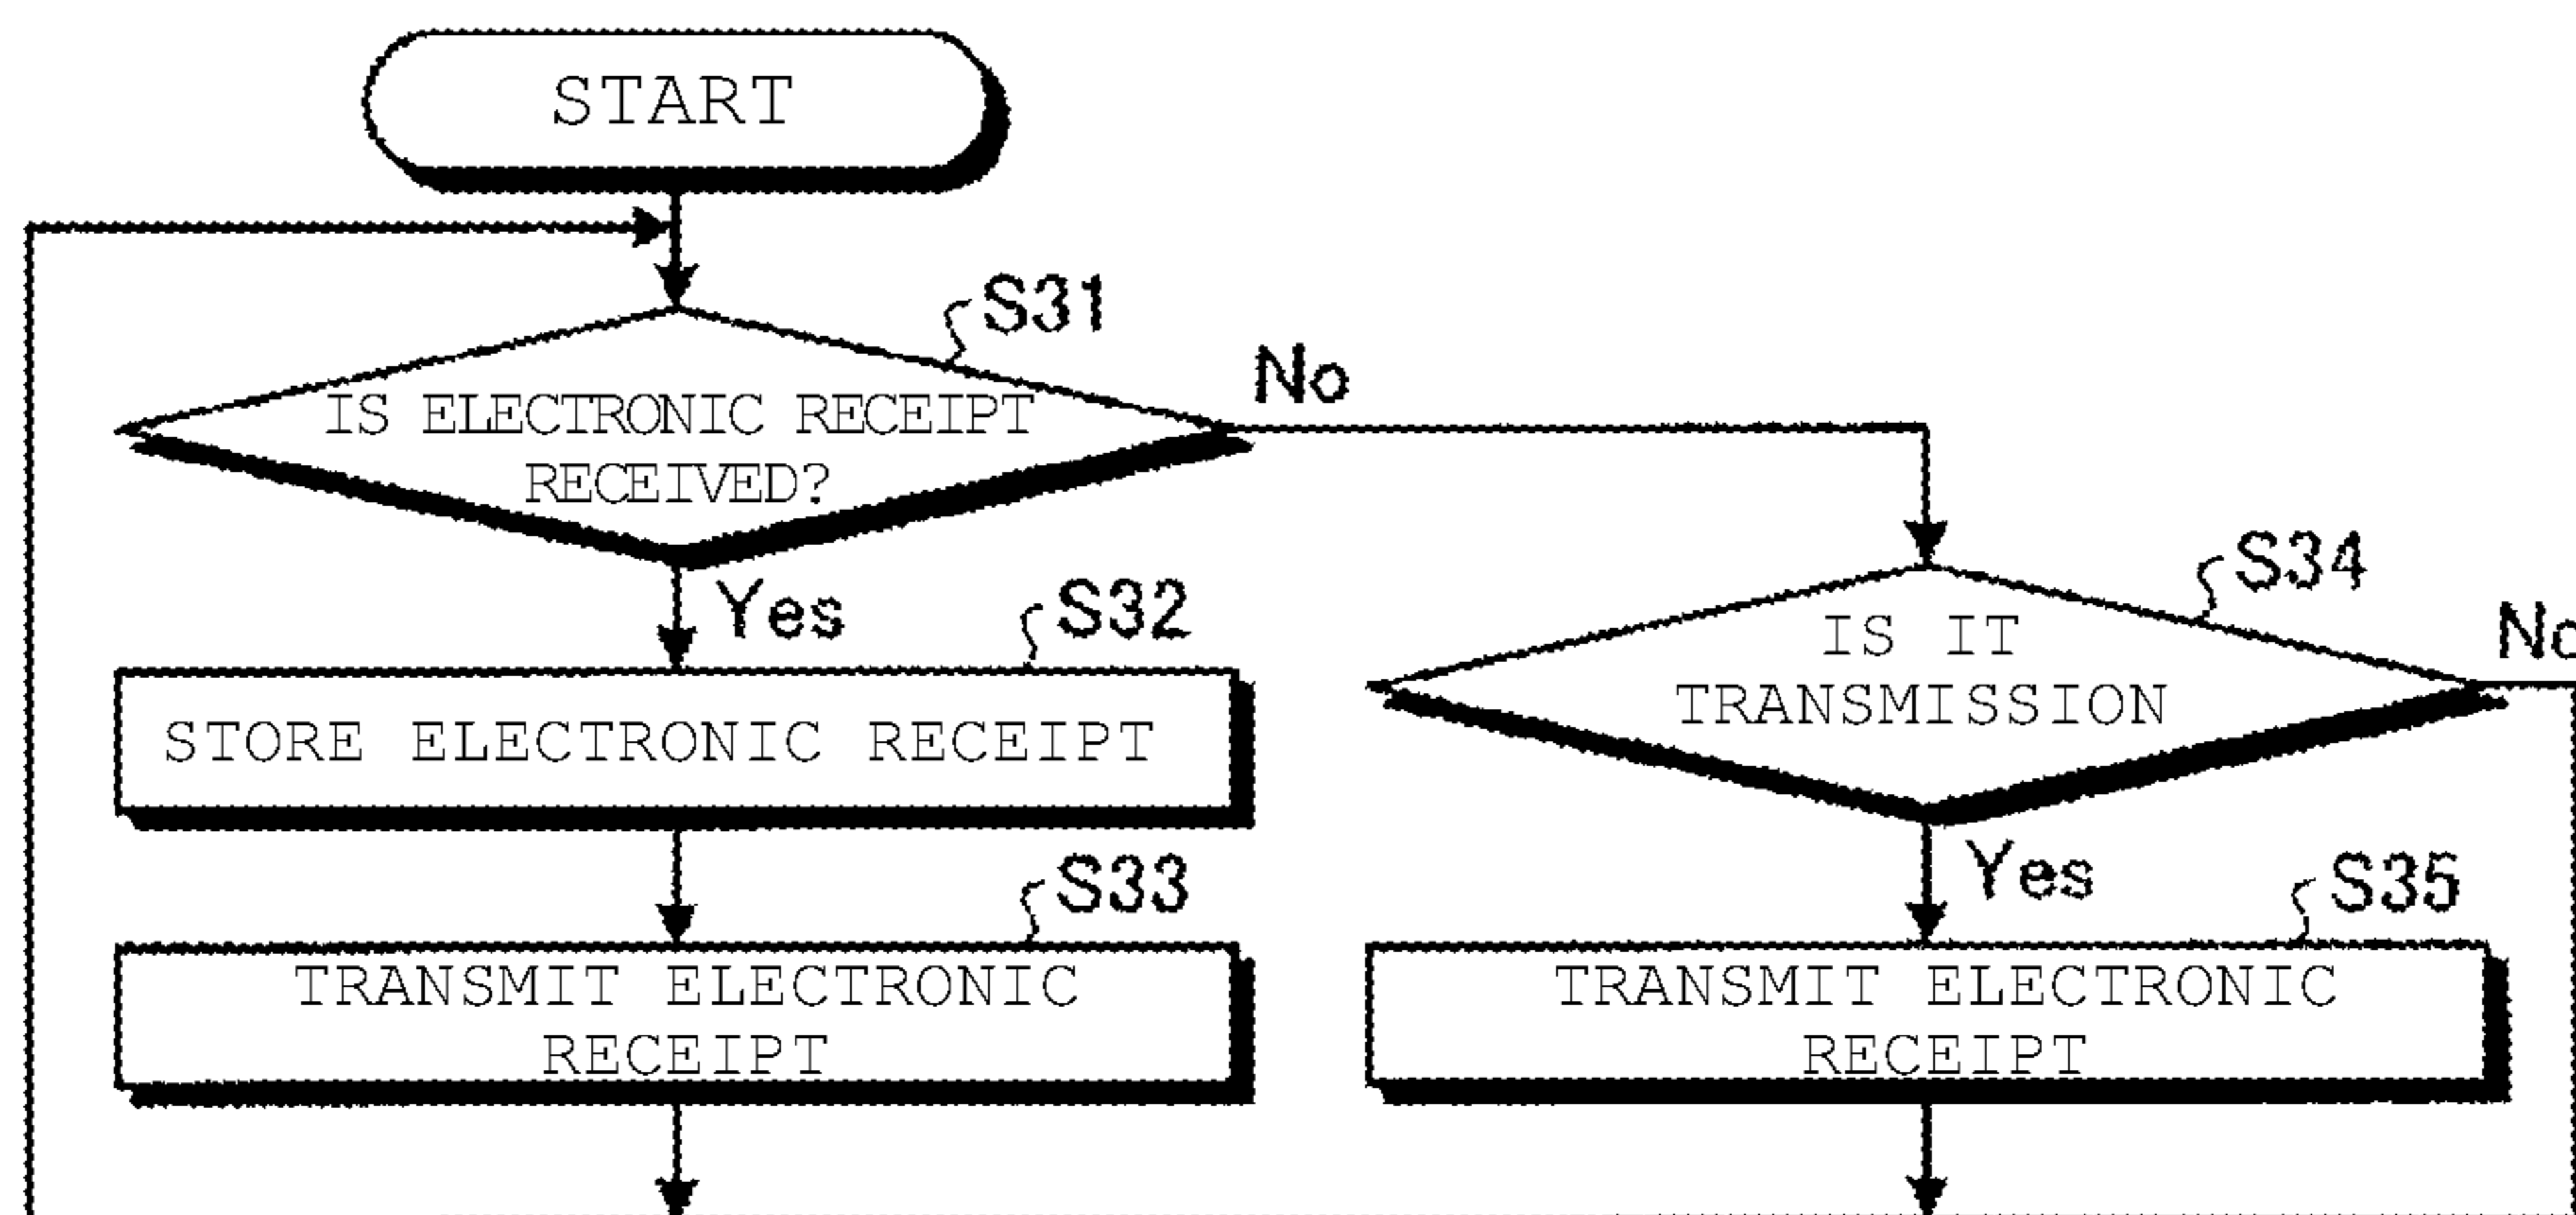 START
S31
IS ELECTRONIC RECEIPT
RECEIVED?
No
Yes
S32
STORE ELECTRONIC RECEIPT
S33
TRANSMIT ELECTRONIC
RECEIPT
S34
IS IT
TRANSMISSION
No
Yes
S35
TRANSMIT ELECTRONIC
RECEIPT